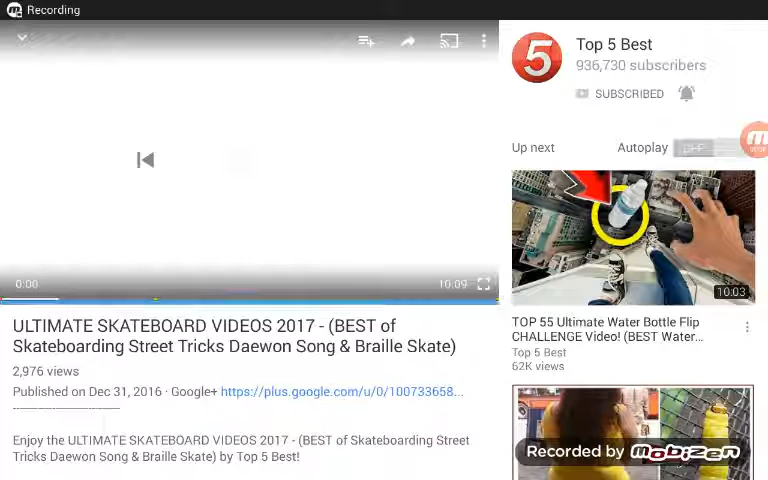 Recording
0:00
10:09
ULTIMATE SKATEBOARD VIDEOS 2017 - (BEST of
Skateboarding Street Tricks Daewon Song & Braille Skate)
2,976 views
Published on Dec 31, 2016 · Google+ https://plus.google.com/u/0/100733658...
Enjoy the ULTIMATE SKATEBOARD VIDEOS 2017 - (BEST of Skateboarding Street
Tricks Daewon Song & Braille Skate) by Top 5 Best!
5
Top 5 Best
936,730 subscribers
SUBSCRIBED
Up next
Autoplay
10:03
TOP 55 Ultimate Water Bottle Flip
CHALLENGE Video! (BEST Water...
Top 5 Best
62K views
Recorded by Mobizen